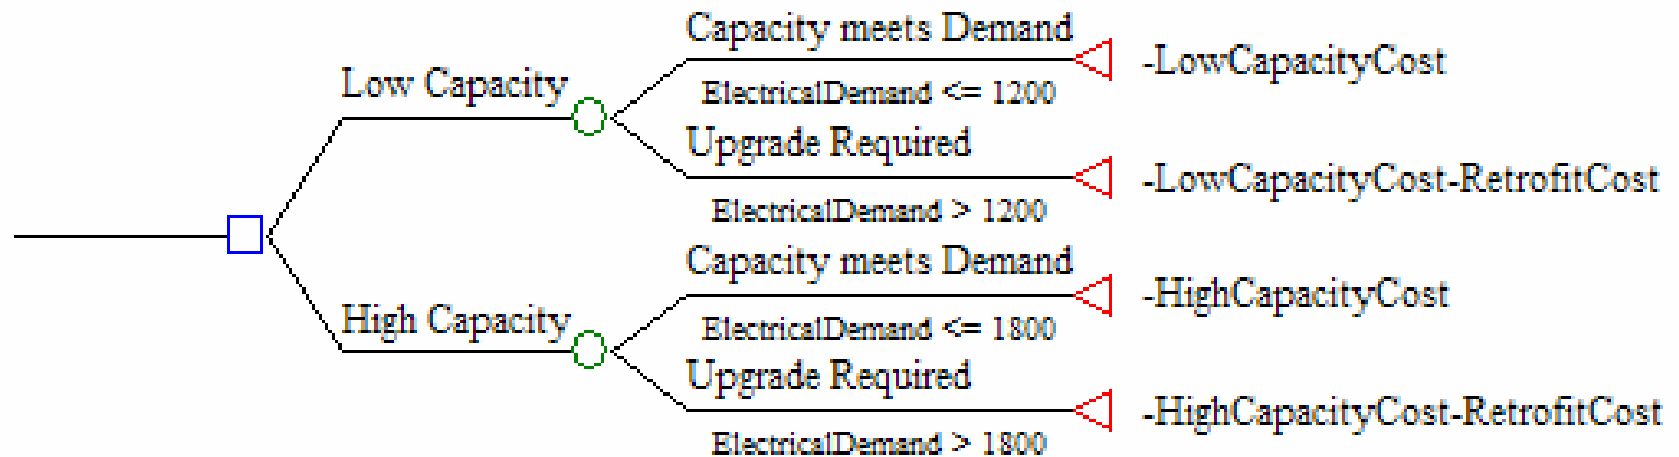 Capacity meets Demand
-LowCapacityCost
Low Capacity
ElectricalDemand <= 1200
Upgrade Required
-LowCapacityCost-RetrofitCost
ElectricalDemand > 1200
Capacity meets Demand
-HighCapacityCost
High Capacity
ElectricalDemand <= 1800
Upgrade Required
-HighCapacityCost-RetrofitCost
ElectricalDemand > 1800